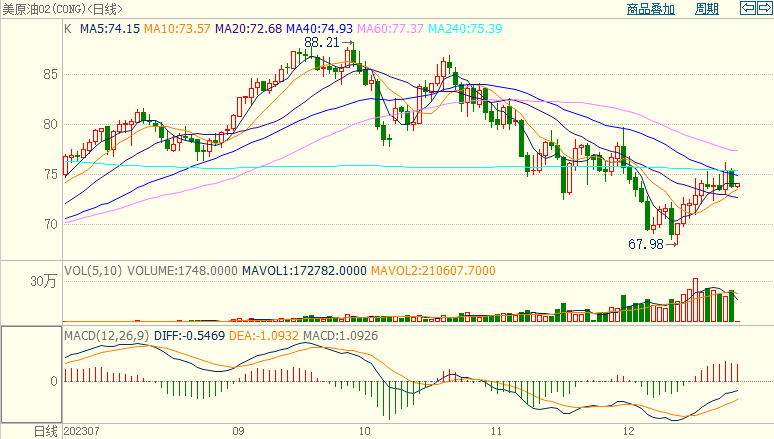 美原油02(CONG)<日线> 商品叠加 周期
K MA5:74.15 MA10:73.57 MA20:72.68 MA40:74.93 MA60:77.37 MA240:75.39
88.21
85
80
75
70
67.98
VOL(5,10) VOLUME:1748.0000 MAVOL1:172782.0000 MAVOL2:210607.7000
30万
MACD(12,26,9) DIFF:-0.5469 DEA:-1.0932 MACD:1.0926
0
日线 202307 09 10 11 12